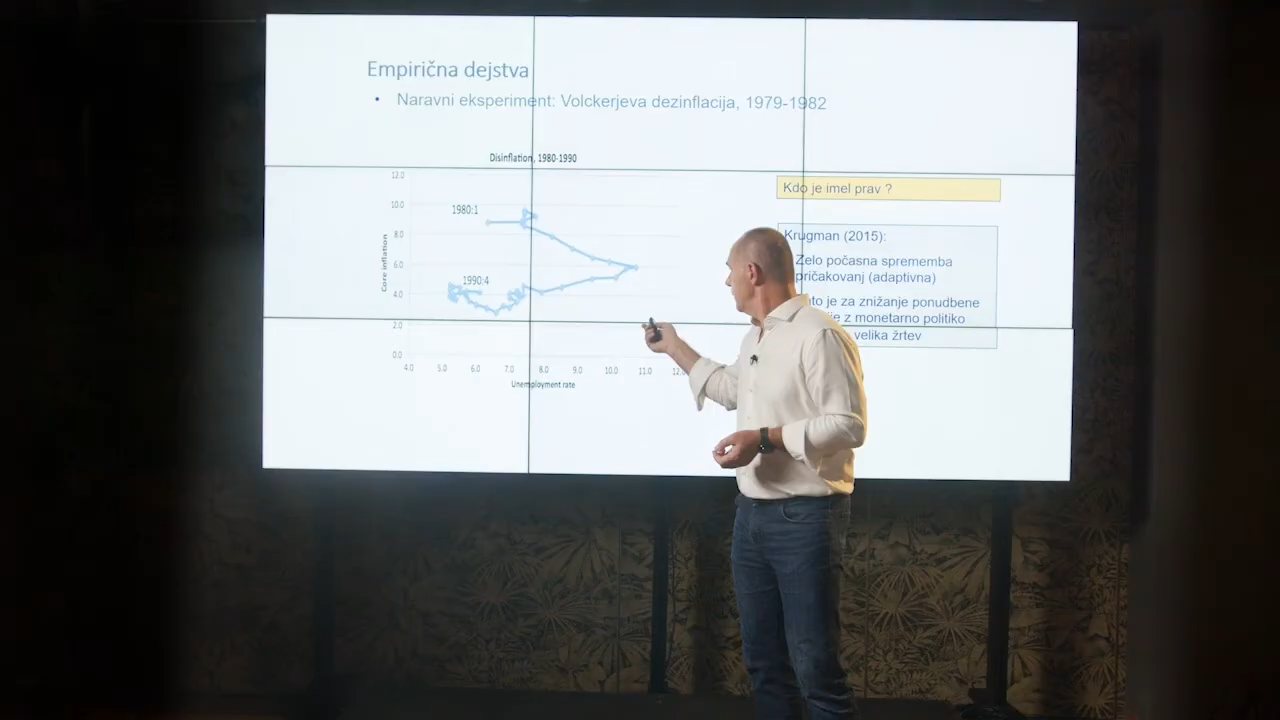 Empirična dejstva
• Naravni eksperiment: Volckerjeva dezinflacija, 1979-1982
Disinflation, 1980-1990
12.0
10.0
8.0
6.0
4.0
2.0
0.0
Core inflation
1980:1
1990:4
4.0 5.0 6.0 7.0 8.0 9.0 10.0 11.0 12.0
Unemployment rate
Kdo je imel prav ?
Krugman (2015):
Zelo počasna sprememba
pričakovanj (adaptivna)
je za znižanje ponudbene
z monetarno politiko
velika žrtev